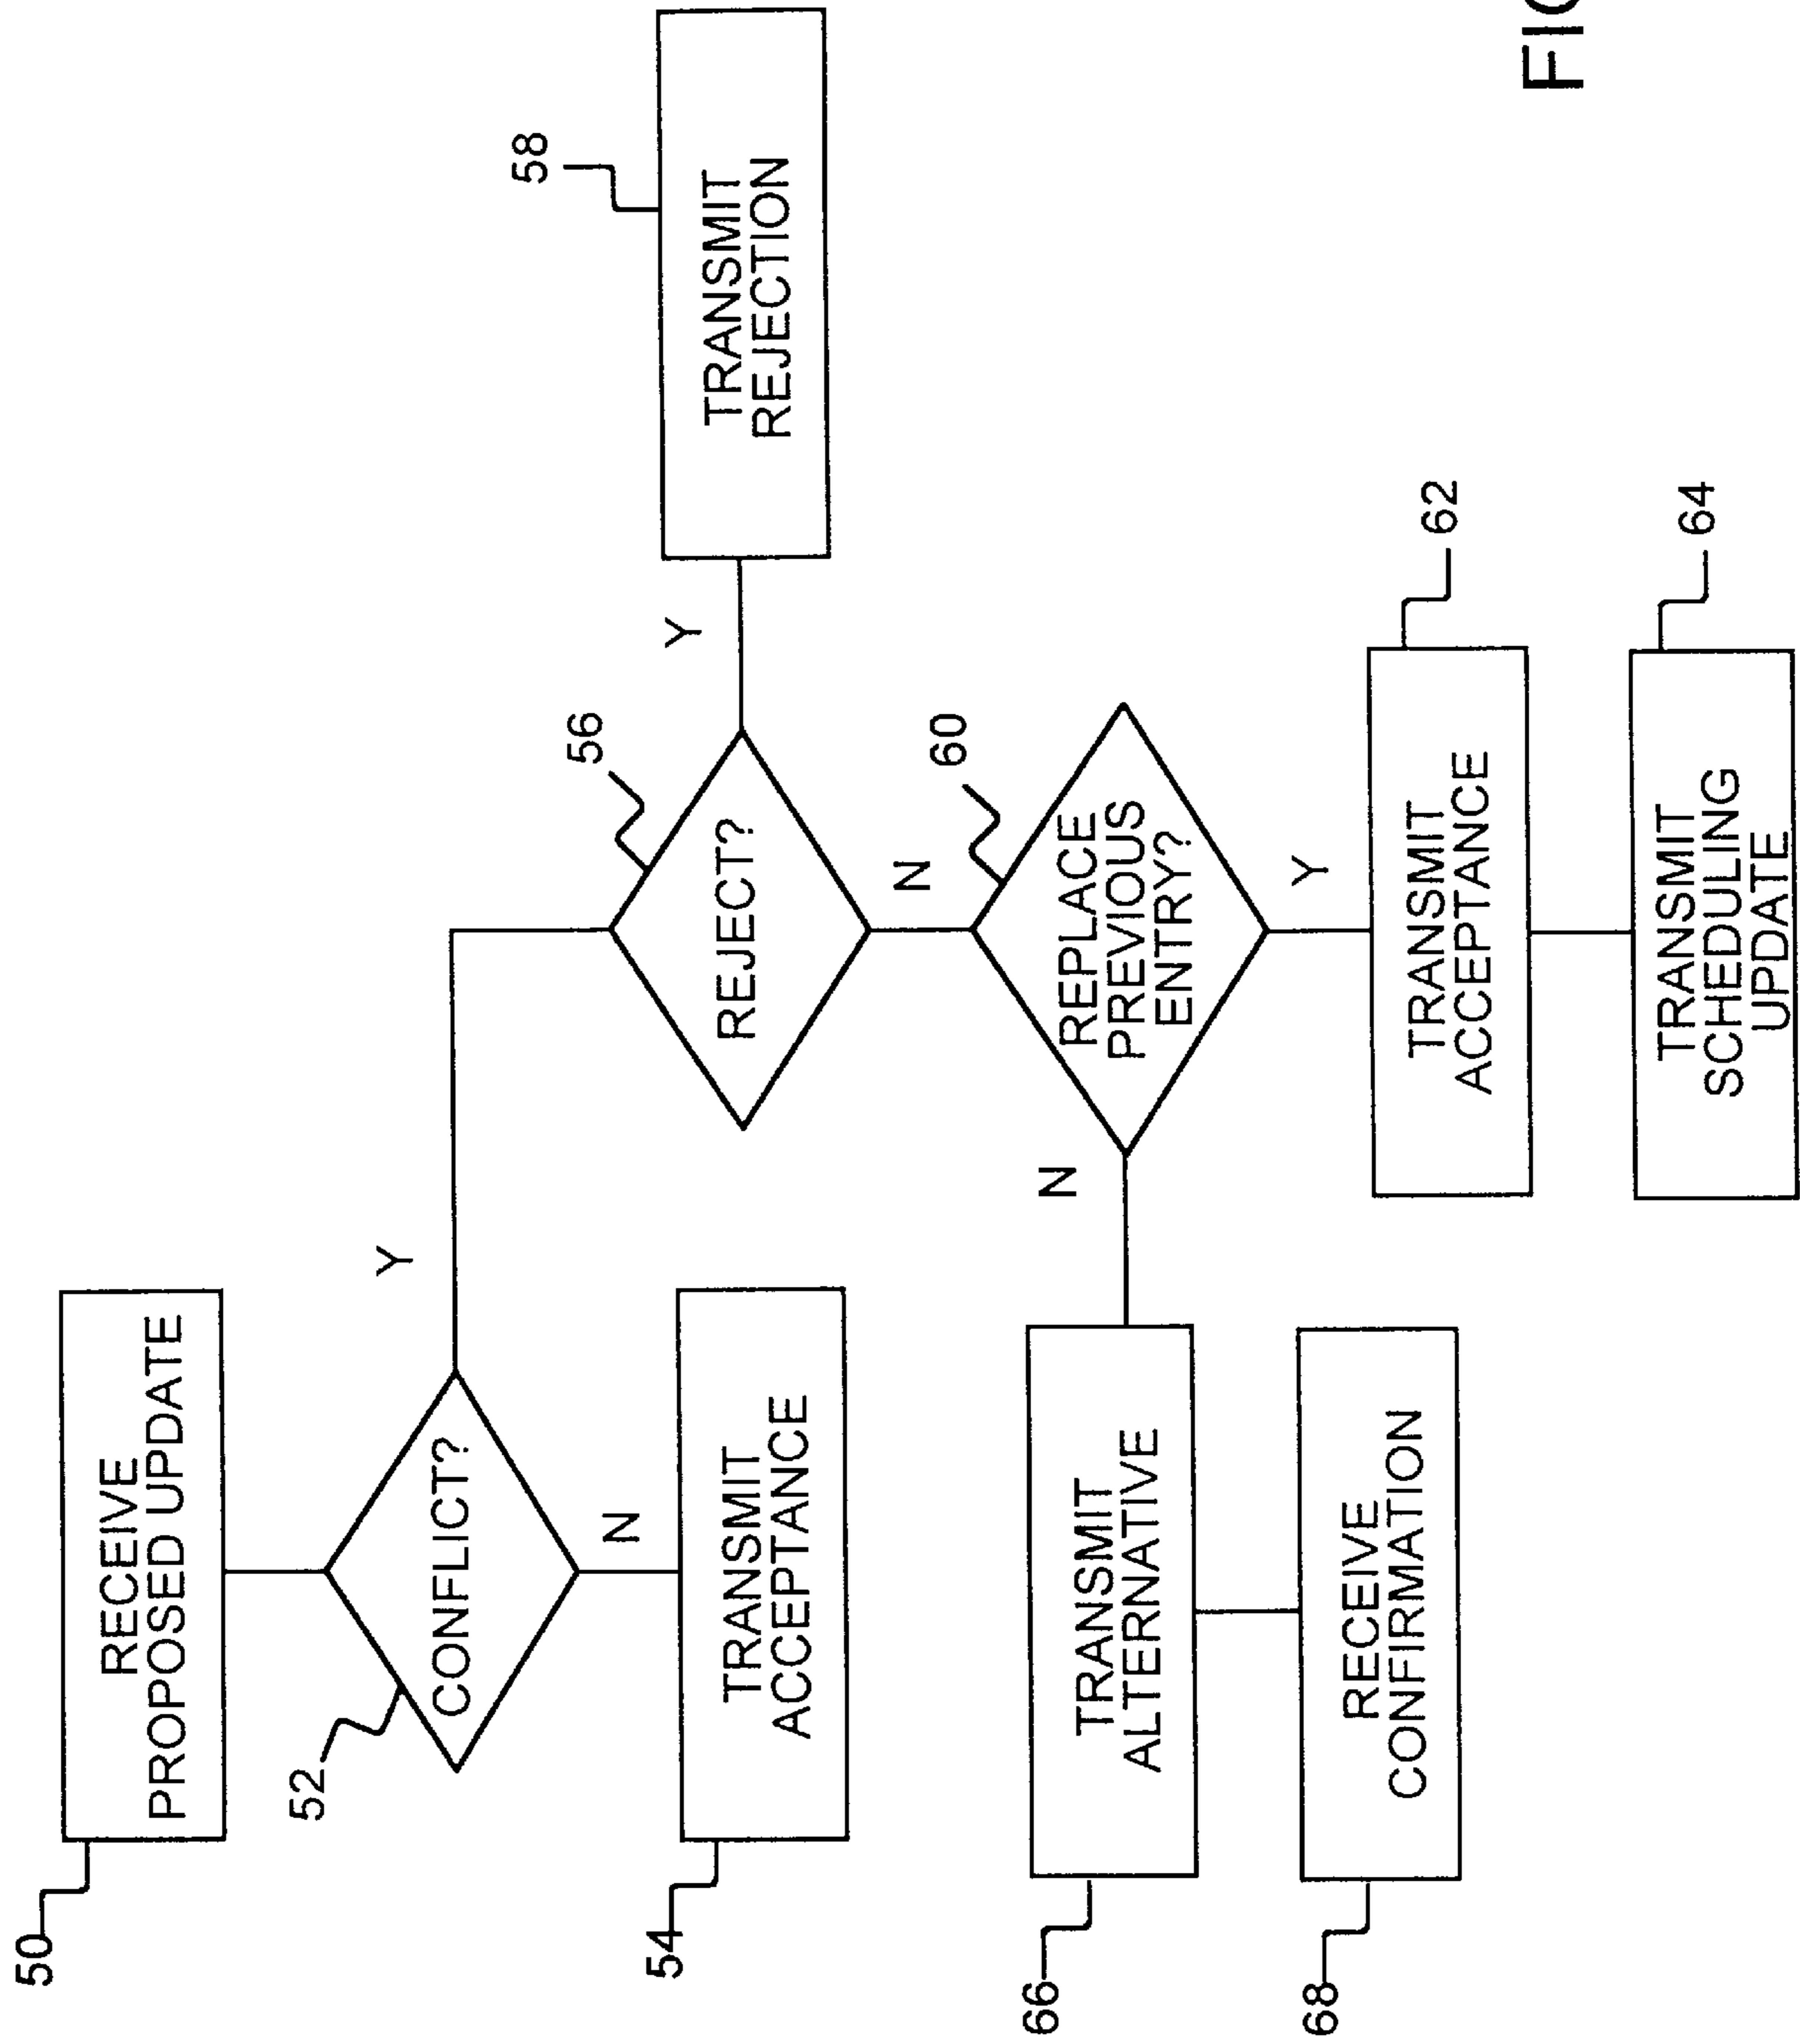 50
RECEIVE
PROPOSED UPDATE
52
CONFLICT?
Y
N
54
TRANSMIT
ACCEPTANCE
56
REJECT?
Y
58
TRANSMIT
REJECTION
N
60
REPLACE
PREVIOUS
ENTRY?
N
Y
66
TRANSMIT
ALTERNATIVE
68
RECEIVE
CONFIRMATION
62
TRANSMIT
ACCEPTANCE
64
TRANSMIT
SCHEDULING
UPDATE